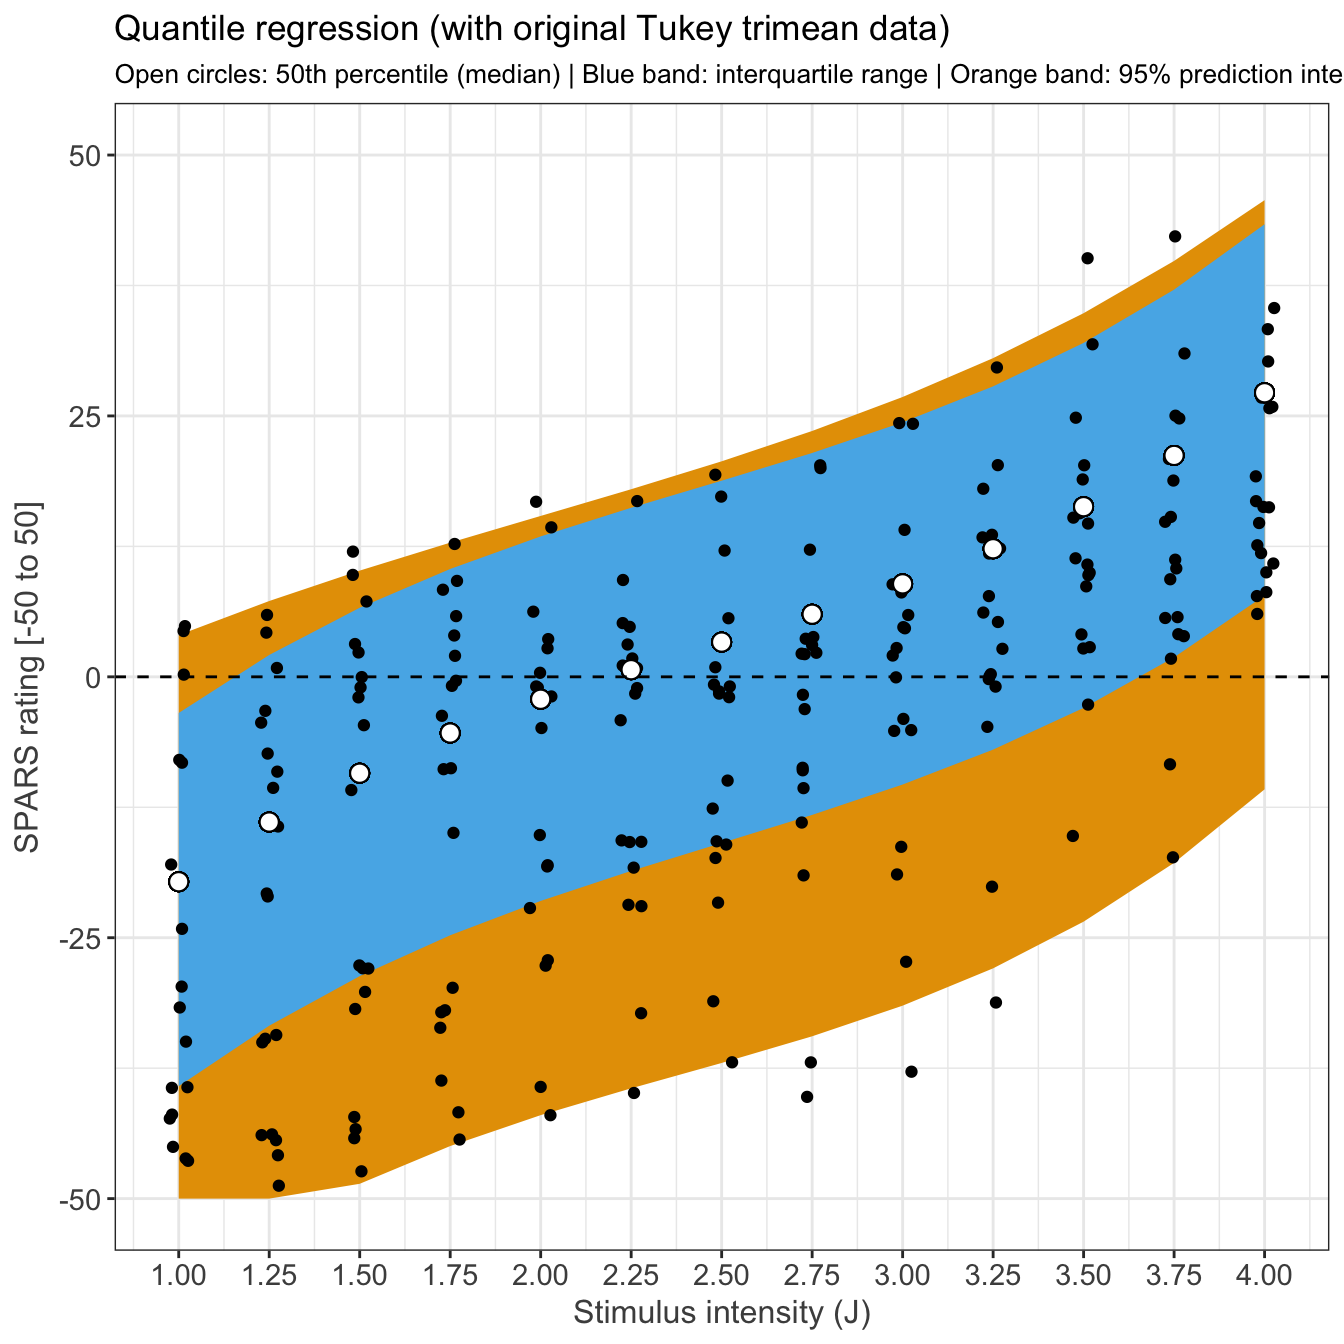 Quantile regression (with original Tukey trimean data)
Open circles: 50th percentile (median) | Blue band: interquartile range | Orange band: 95% prediction inte
SPARS rating [-50 to 50]
50
25
0
-25
-50
1.00 1.25 1.50 1.75 2.00 2.25 2.50 2.75 3.00 3.25 3.50 3.75 4.00
Stimulus intensity (J)